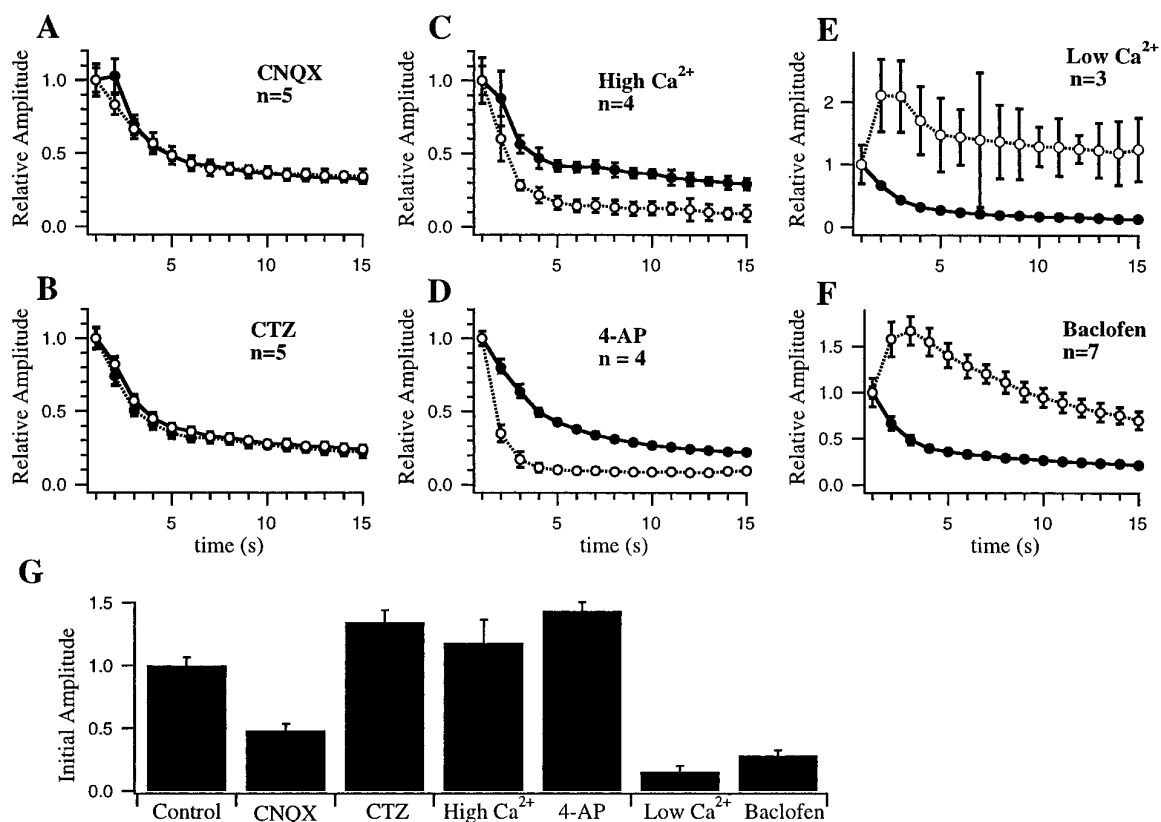 A
CNQX
n=5
Relative Amplitude
1.0
0.5
0.0
5
10
15
C
High Ca²⁺
n=4
Relative Amplitude
1.0
0.5
0.0
5
10
15
E
Low Ca²⁺
n=3
Relative Amplitude
2
1
0
5
10
15
B
CTZ
n=5
Relative Amplitude
1.0
0.5
0.0
5
10
15
time (s)
D
4-AP
n = 4
1.0
0.5
0.0
5
10
15
time (s)
F
Baclofen
n=7
Relative Amplitude
1.5
1.0
0.5
0.0
5
10
15
time (s)
G
Initial Amplitude
1.5
1.0
0.5
0.0
Control CNQX CTZ High Ca²⁺ 4-AP Low Ca²⁺ Baclofen